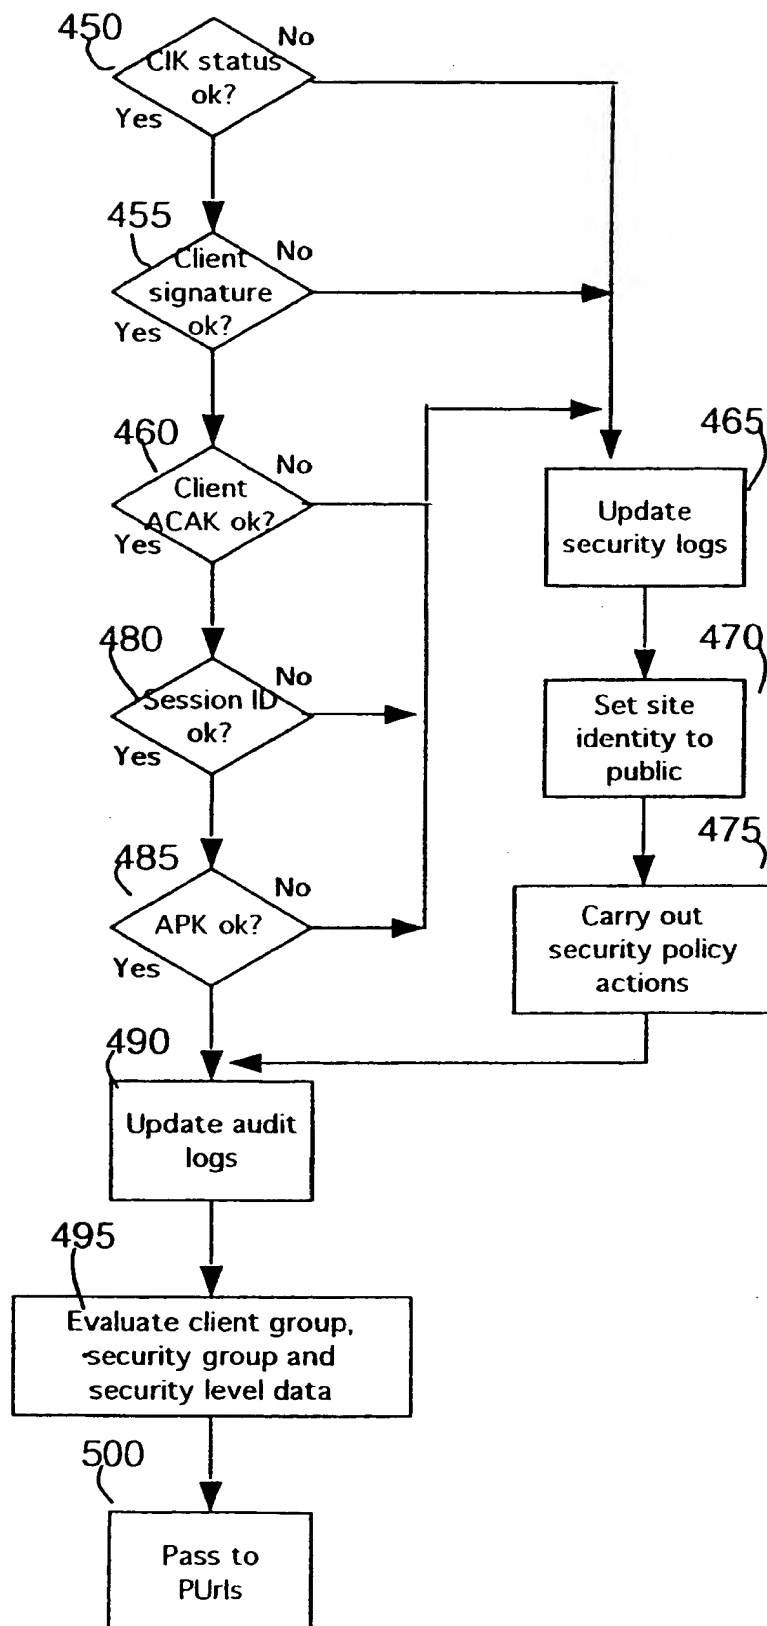 450
No
CIK status
ok?
Yes
455
No
Client
signature
ok?
Yes
460
No
Client
ACAK ok?
Yes
465
Update
security logs
480
No
Session ID
ok?
Yes
470
Set site
identity to
public
485
No
APK ok?
Yes
475
Carry out
security policy
actions
490
Update audit
logs
495
Evaluate client group,
security group and
security level data
500
Pass to
PUrls